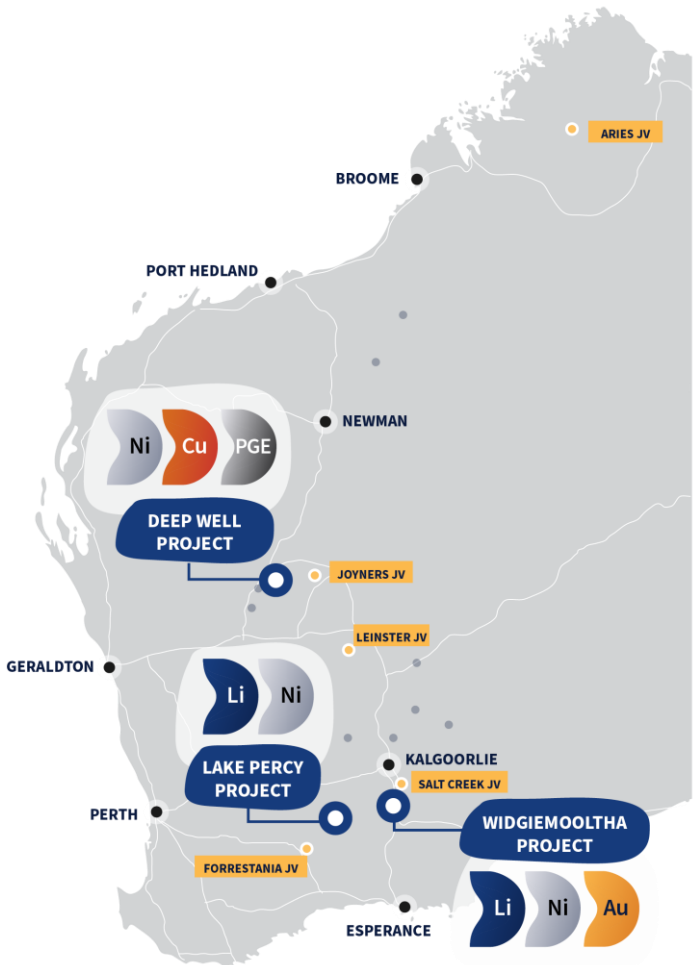 ARIES JV
BROOME
PORT HEDLAND
NEWMAN
Ni Cu PGE
DEEP WELL
PROJECT
JOYNERS JV
LEINSTER JV
GERALDTON
Li Ni
KALGOORLIE
LAKE PERCY
PROJECT
SALT CREEK JV
PERTH
WIDGIEMOOLTHA
PROJECT
FORRESTANIA JV
Li Ni Au
ESPERANCE